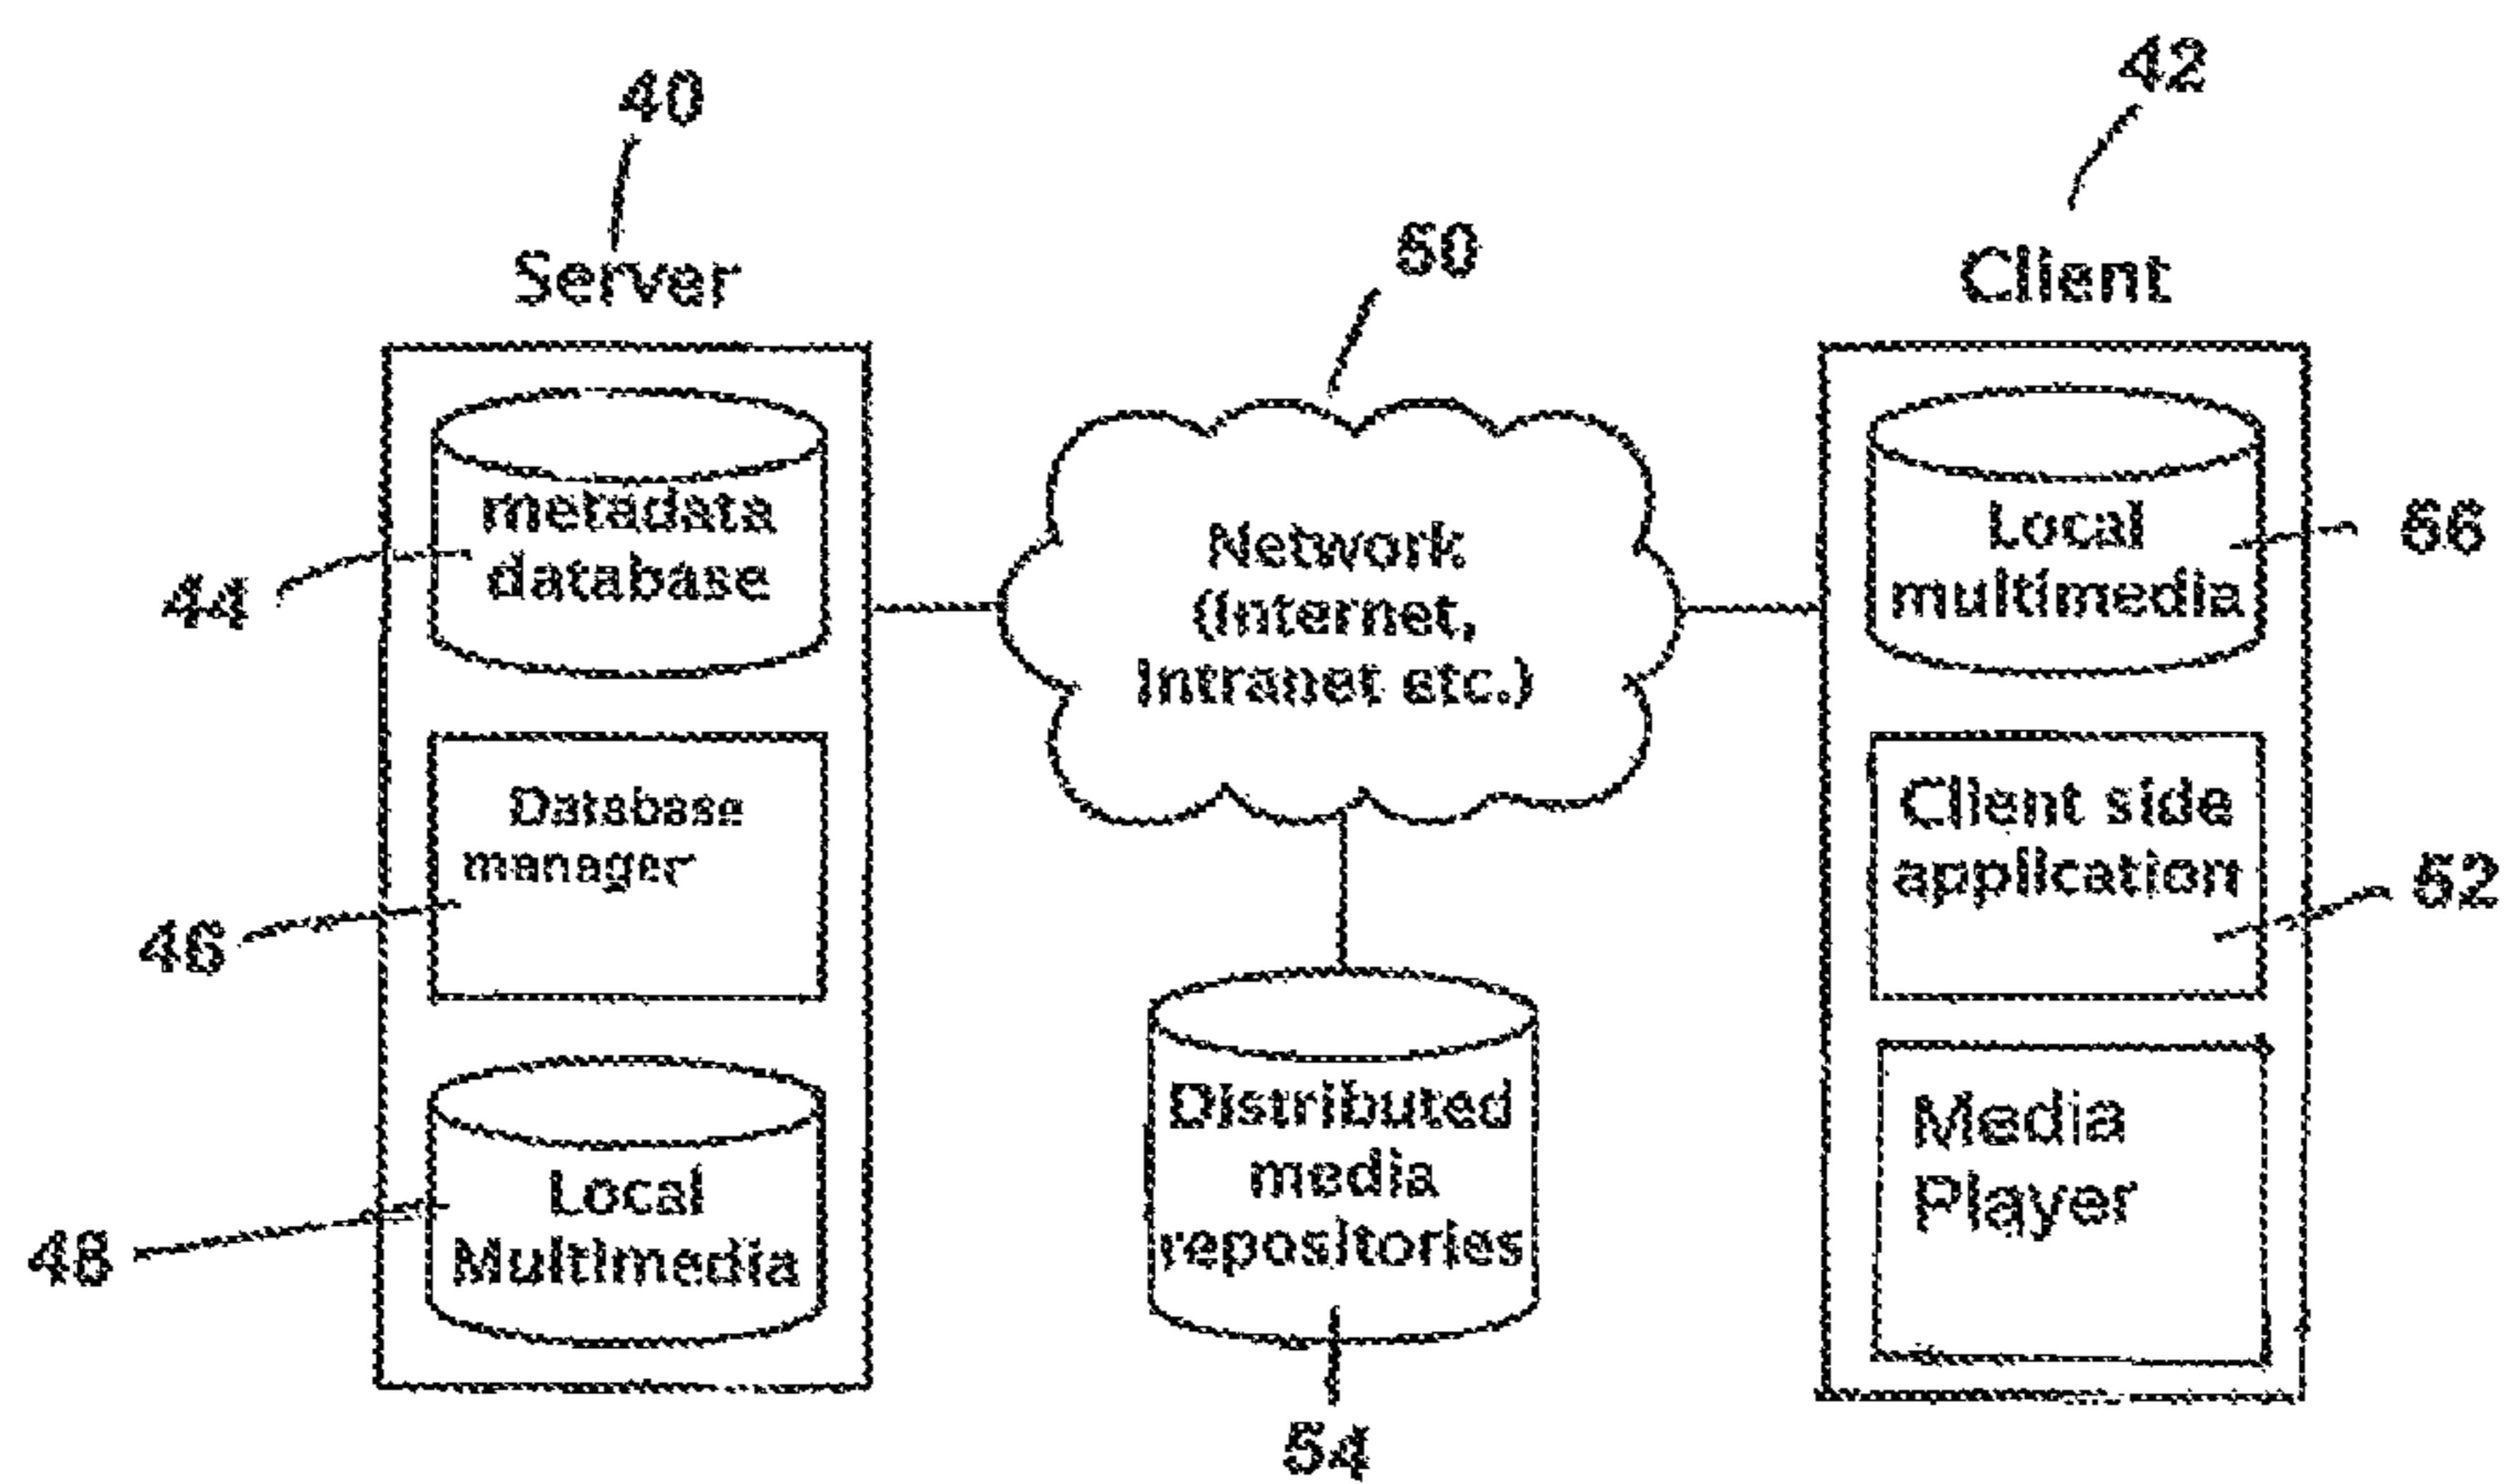 40
42
Server
50
Client
metadata
database
44
Network
(Internet,
Intranet etc.)
Local
multimedia
56
Database
manager
46
Client side
application
52
Distributed
media
repositories
54
Local
Multimedia
48
Media
Player